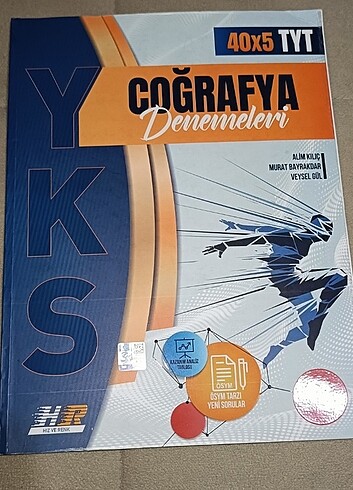 40x5 TYT
COĞRAFYA
Denemeleri
ALİM KILIÇ
MURAT BAYRAKDAR
VEYSEL GÜL
YKS
KAZANIM ANALİZ
TABLOSU
ÖSYM
ÖSYM TARZI
YENİ SORULAR
HR
HIZ VE RENK